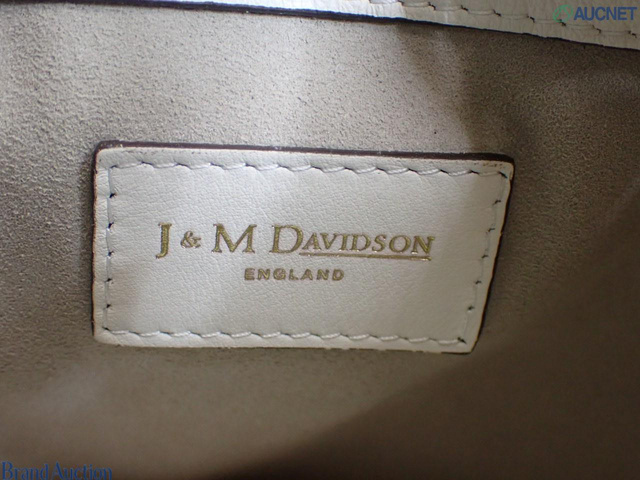 AUCNET
J & M DAVIDSON
ENGLAND
Brand Auction